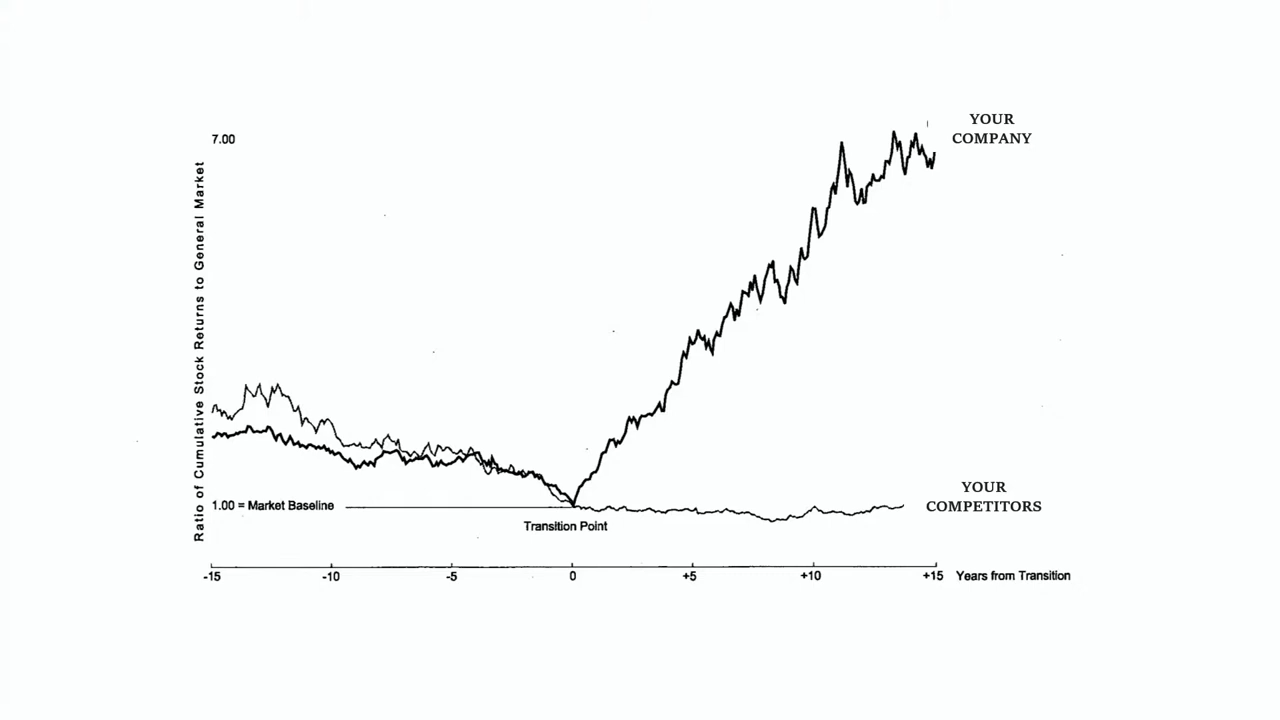 YOUR
COMPANY
7.00
Ratio of Cumulative Stock Returns to General Market
YOUR
COMPETITORS
1.00 = Market Baseline
Transition Point
-15 -10 -5 0 +5 +10 +15 Years from Transition